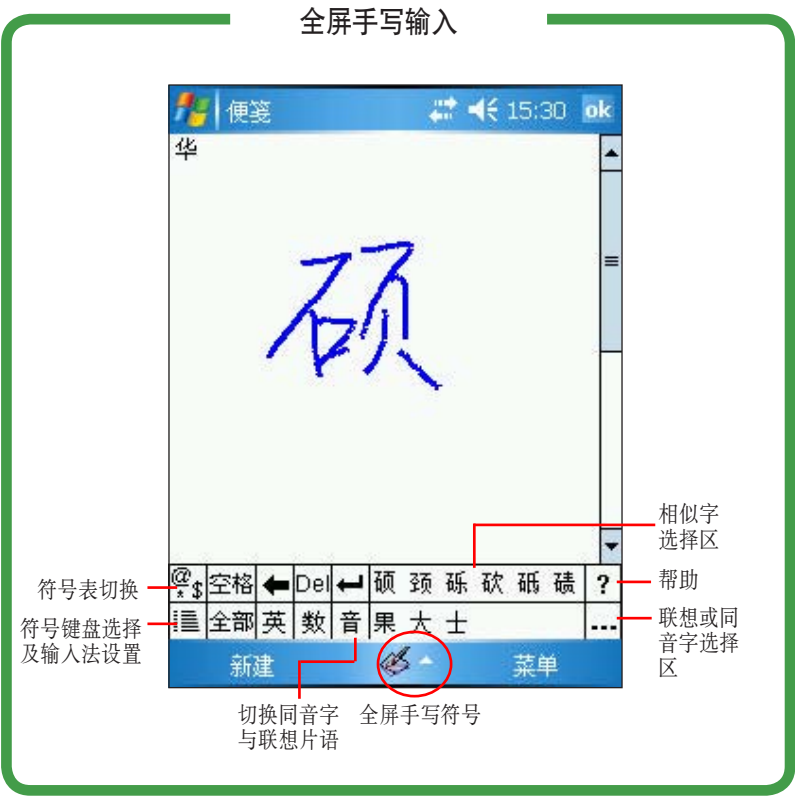 全屏手写输入
便笺 15:30 ok
华
硕
相似字
选择区
符号表切换
@*$ 空格 Del 硕 颈 砾 砍 砥 碛 ?
帮助
符号键盘选择
及输入法设置
全部 英 数 音 果 大 士 ...
联想或同
音字选择
区
新建 菜单
切换同音字
与联想片语
全屏手写符号